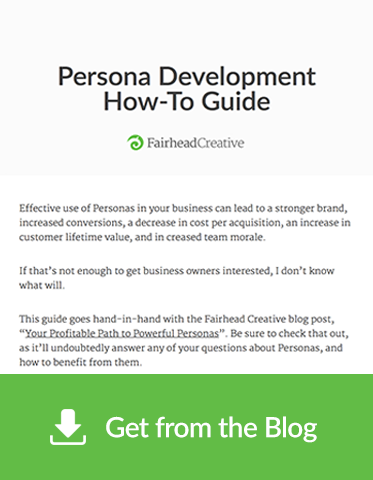 Persona Development
How-To Guide
FairheadCreative
Effective use of Personas in your business can lead to a stronger brand,
increased conversions, a decrease in cost per acquisition, an increase in
customer lifetime value, and in creased team morale.
If that's not enough to get business owners interested, I don't know
what will.
This guide goes hand-in-hand with the Fairhead Creative blog post,
“Your Profitable Path to Powerful Personas”. Be sure to check that out,
as it'll undoubtedly answer any of your questions about Personas, and
how to benefit from them.
Get from the Blog